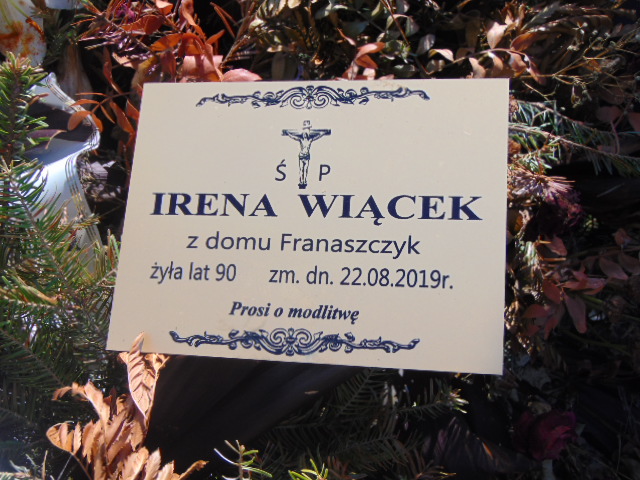 Ś P
IRENA WIĄCEK
z domu Franaszczyk
żyła lat 90 zm. dn. 22.08.2019r.
Prosi o modlitwę